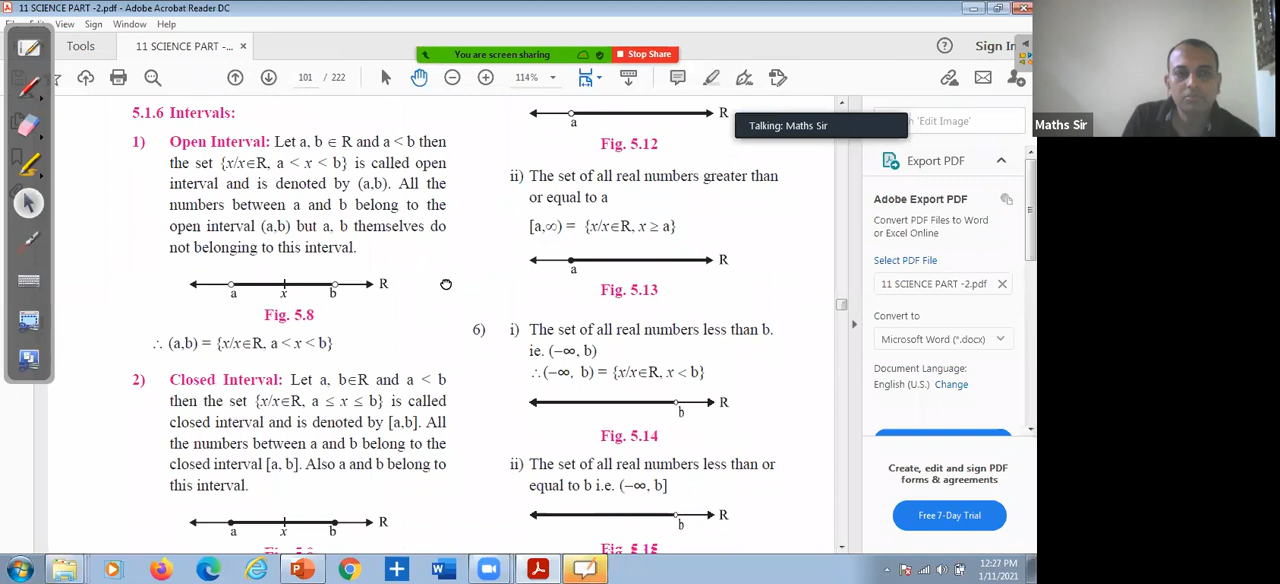 11 SCIENCE PART -2.pdf - Adobe Acrobat Reader DC
View Sign Window Help
Tools
11 SCIENCE PART -... ×
You are screen sharing
Stop Share
Sign In
101 / 222
114%
Talking: Maths Sir
Maths Sir
5.1.6 Intervals:
1) Open Interval: Let a, b ∈ R and a < b then
the set {x/x∈R, a < x < b} is called open
interval and is denoted by (a,b). All the
numbers between a and b belong to the
open interval (a,b) but a, b themselves do
not belonging to this interval.
a x b R
Fig. 5.8
∴ (a,b) = {x/x∈R, a < x < b}
2) Closed Interval: Let a, b∈R and a < b
then the set {x/x∈R, a ≤ x ≤ b} is called
closed interval and is denoted by [a,b]. All
the numbers between a and b belong to the
closed interval [a, b]. Also a and b belong to
this interval.
a x b R
a R
Fig. 5.12
ii) The set of all real numbers greater than
or equal to a
[a,∞) = {x/x∈R, x ≥ a}
a R
Fig. 5.13
6) i) The set of all real numbers less than b.
ie. (−∞, b)
∴(−∞, b) = {x/x∈R, x < b}
b R
Fig. 5.14
ii) The set of all real numbers less than or
equal to b i.e. (−∞, b]
b R
Fig. 5.15
'Edit Image'
Export PDF
Adobe Export PDF
Convert PDF Files to Word
or Excel Online
Select PDF File
11 SCIENCE PART -2.pdf
Convert to
Microsoft Word (*.docx)
Document Language:
English (U.S.) Change
Create, edit and sign PDF
forms & agreements
Free 7-Day Trial
12:27 PM
1/11/2021